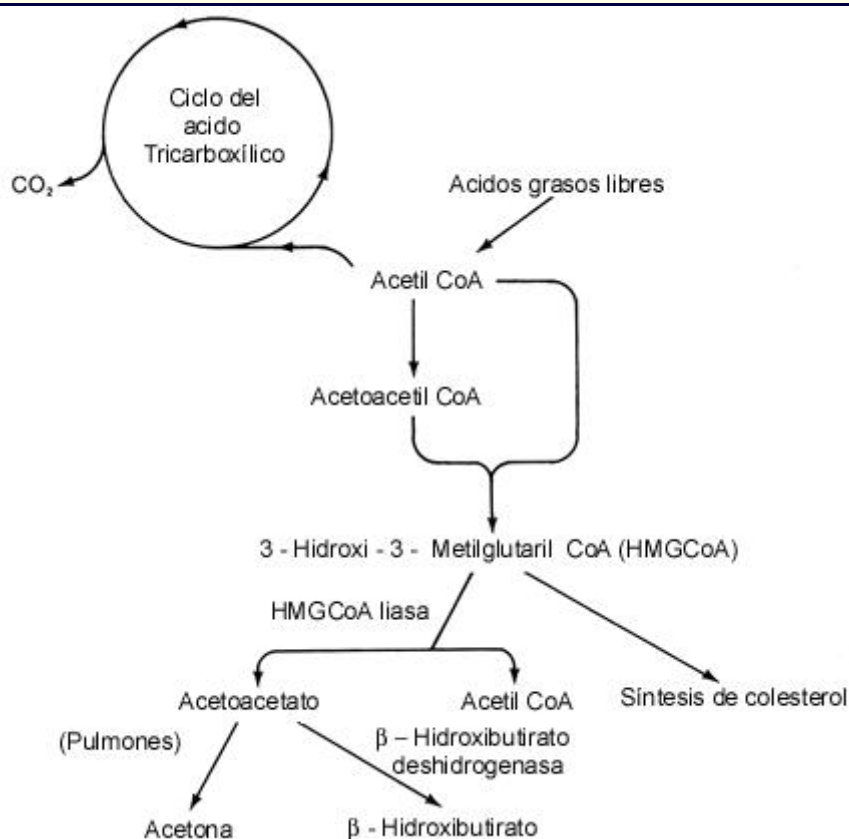 Ciclo del
acido
Tricarboxílico
CO₂
Acidos grasos libres
Acetil CoA
Acetoacetil CoA
3 - Hidroxi - 3 - Metilglutaril CoA (HMGCoA)
HMGCoA liasa
Acetoacetato
Acetil CoA
Síntesis de colesterol
(Pulmones)
β – Hidroxibutirato
deshidrogenasa
Acetona
β - Hidroxibutirato